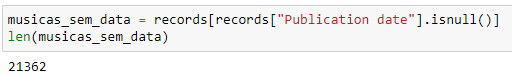 musicas_sem_data = records[records["Publication date"].isnull()]
len(musicas_sem_data)
21362